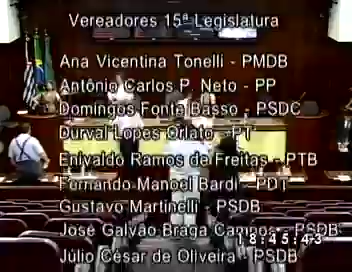 Vereadores 15ª Legislatura
Ana Vicentina Tonelli - PMDB
Antônio Carlos P. Neto - PP
Domingos Fonte Basso - PSDC
Durval Lopes Orlato - PT
Enivaldo Ramos de Freitas - PTB
Fernando Manoel Bardi - PDT
Gustavo Martinelli - PSDB
José Galvão Braga Campos - PSDB
18:45:43
Júlio César de Oliveira - PSDB